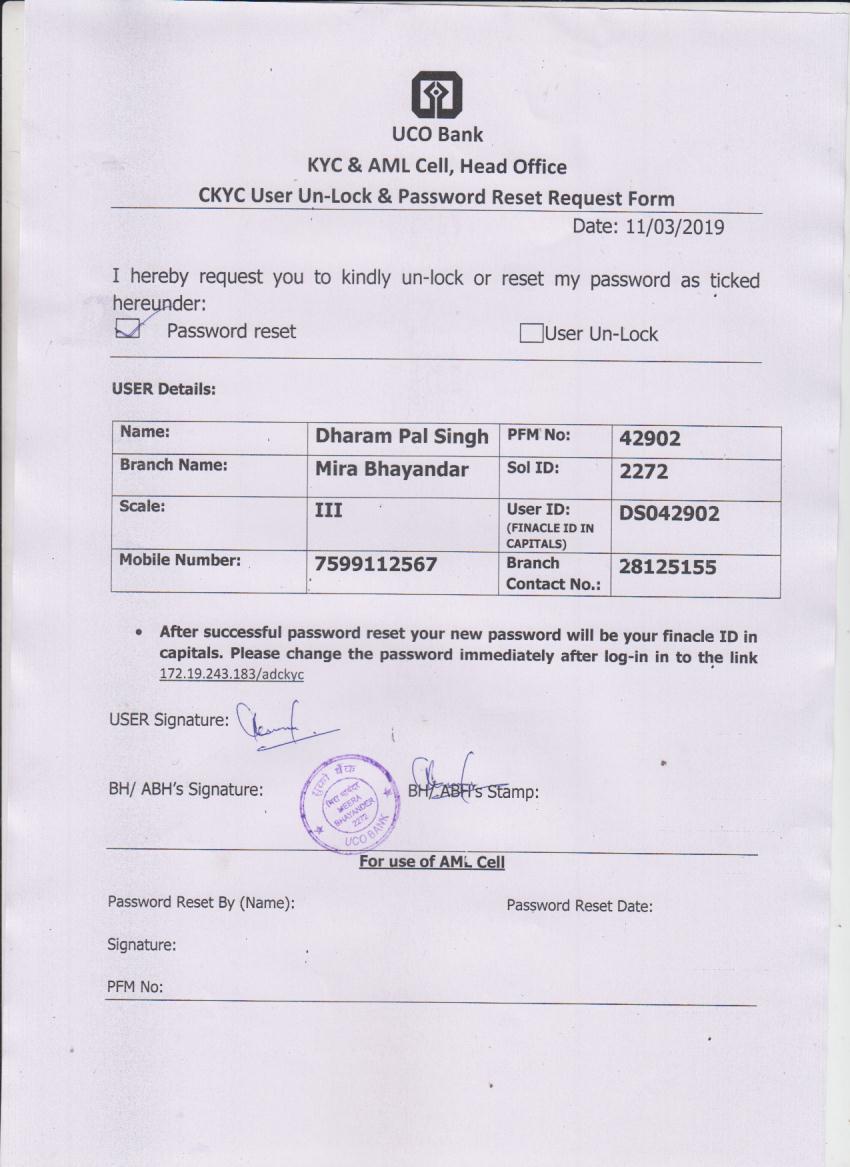 UCO Bank
KYC & AML Cell, Head Office
CKYC User Un-Lock & Password Reset Request Form
Date: 11/03/2019
I hereby request you to kindly un-lock or reset my password as ticked
hereunder:
Password reset User Un-Lock
USER Details:
Name: Dharam Pal Singh PFM No: 42902
Branch Name: Mira Bhayandar Sol ID: 2272
Scale: III User ID: DS042902
(FINACLE ID IN
CAPITALS)
Mobile Number: 7599112567 Branch 28125155
Contact No.:
• After successful password reset your new password will be your finacle ID in
capitals. Please change the password immediately after log-in in to the link
172.19.243.183/adckyc
USER Signature:
BH/ ABH's Signature: BH/ ABH's Stamp:
यूको बैंक
MEERA
BHAYANDER
2272
UCO BANK
For use of AML Cell
Password Reset By (Name): Password Reset Date:
Signature:
PFM No: